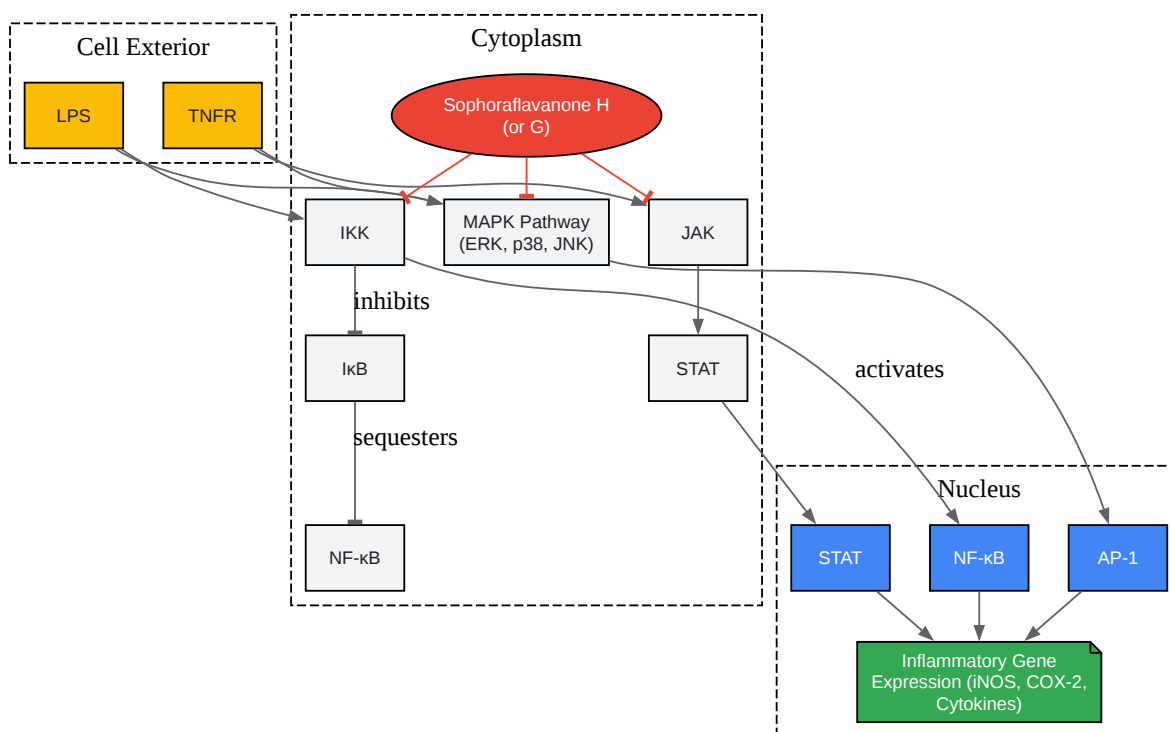 Cell Exterior
Cytoplasm
LPS
TNFR
Sophoraflavanone H
(or G)
IKK
MAPK Pathway
(ERK, p38, JNK)
JAK
inhibits
IκB
STAT
activates
sequesters
Nucleus
NF-κB
STAT
NF-κB
AP-1
Inflammatory Gene
Expression (iNOS, COX-2,
Cytokines)